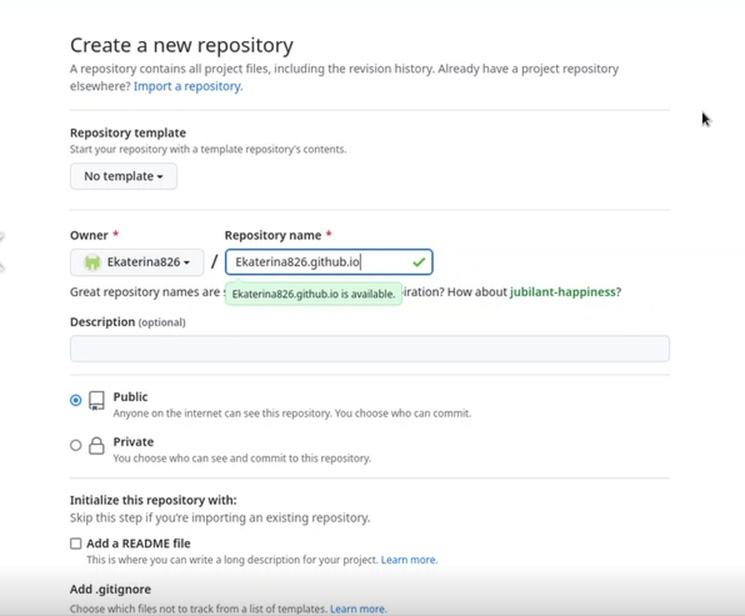 Create a new repository
A repository contains all project files, including the revision history. Already have a project repository
elsewhere? Import a repository.
Repository template
Start your repository with a template repository's contents.
No template
Owner * Repository name *
Ekaterina826 / Ekaterina826.github.io
Great repository names are iration? How about jubilant-happiness?
Ekaterina826.github.io is available.
Description (optional)
Public
Anyone on the internet can see this repository. You choose who can commit.
Private
You choose who can see and commit to this repository.
Initialize this repository with:
Skip this step if you're importing an existing repository.
Add a README file
This is where you can write a long description for your project. Learn more.
Add .gitignore
Choose which files not to track from a list of templates. Learn more.